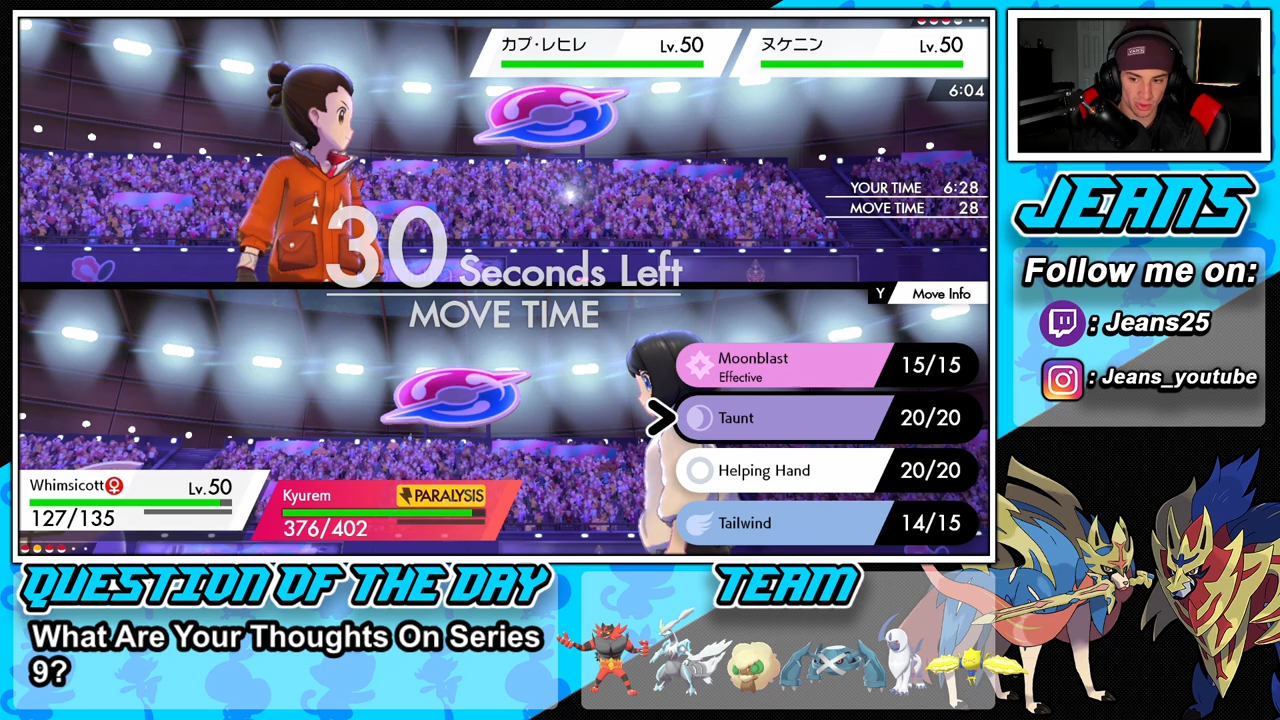 カプ・レヒレ Lv.50
ヌケニン Lv.50
6:04
YOUR TIME 6:28
MOVE TIME 28
30 Seconds Left
MOVE TIME
Y Move Info
Moonblast 15/15
Effective
Taunt 20/20
Helping Hand 20/20
Tailwind 14/15
Whimsicott Lv.50
127/135
Kyurem PARALYSIS
376/402
VANS
JEANS
Follow me on:
: Jeans25
: Jeans_youtube
QUESTION OF THE DAY
What Are Your Thoughts On Series
9?
TEAM